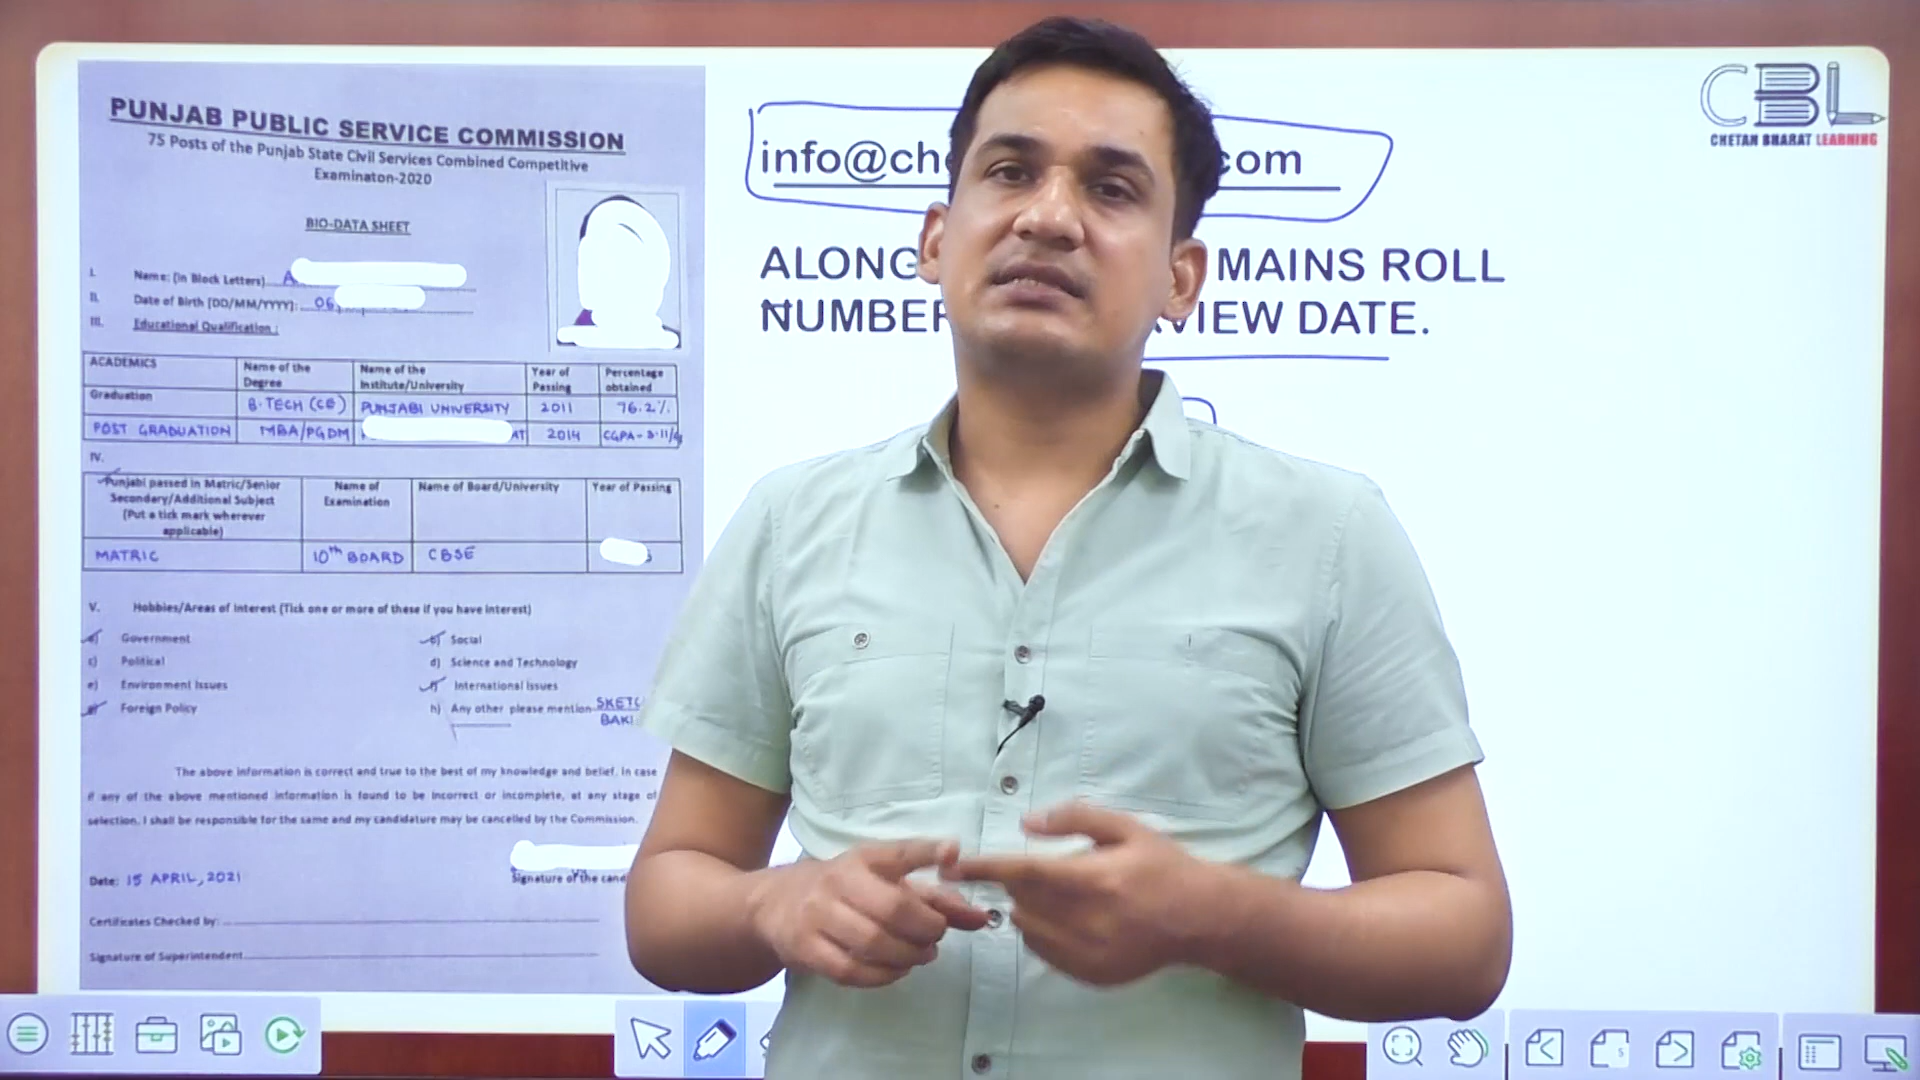 PUNJAB PUBLIC SERVICE COMMISSION
75 Posts of the Punjab State Civil Services Combined Competitive
Examinaton-2020
BIO-DATA SHEET
I. Name: (in Block Letters) A
II. Date of Birth (DD/MM/YYYY): 06
III. Educational Qualification :
ACADEMICS Name of the Degree Name of the Institute/University Year of Passing Percentage obtained
Graduation B.TECH (CE) PUNJABI UNIVERSITY 2011 76.2%
POST GRADUATION MBA/PGDM AT 2014 CGPA-
IV.
Punjabi passed in Matric/Senior Secondary/Additional Subject (Put a tick mark wherever applicable) Name of Examination Name of Board/University Year of Passing
MATRIC 10th BOARD CBSE
V. Hobbies/Areas of Interest (Tick one or more of these if you have interest)
a) Government b) Social
c) Political d) Science and Technology
e) Environment Issues f) International Issues
Foreign Policy h) Any other please mention SKETC
BAKI
The above information is correct and true to the best of my knowledge and belief. In case
if any of the above mentioned information is found to be incorrect or incomplete, at any stage of
selection. I shall be responsible for the same and my candidature may be cancelled by the Commission.
Date: 15 APRIL, 2021
Signature of the cand
Certificates Checked by:
Signature of Superintendent
info@che com
ALONG MAINS ROLL
NUMBER VIEW DATE.
CBL
CHETAN BHARAT LEARNING